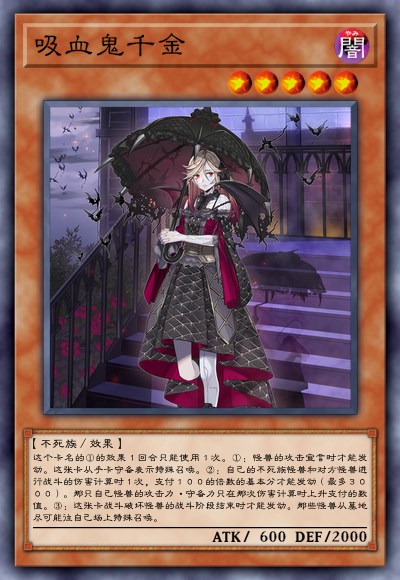 吸血鬼千金
やみ
闇
【不死族／效果】
这个卡名的①的效果1回合只能使用1次。①：怪兽的攻击宣言时才能发
动。这张卡从手卡守备表示特殊召唤。②：自己的不死族怪兽和对方怪兽进
行战斗的伤害计算时1次，支付100的倍数的基本分才能发动（最多30
00）。那只自己怪兽的攻击力·守备力只在那次伤害计算时上升支付的数
值。③：这张卡战斗破坏怪兽的战斗阶段结束时才能发动。那些怪兽从墓地
尽可能往自己场上特殊召唤。
ATK/ 600 DEF/2000